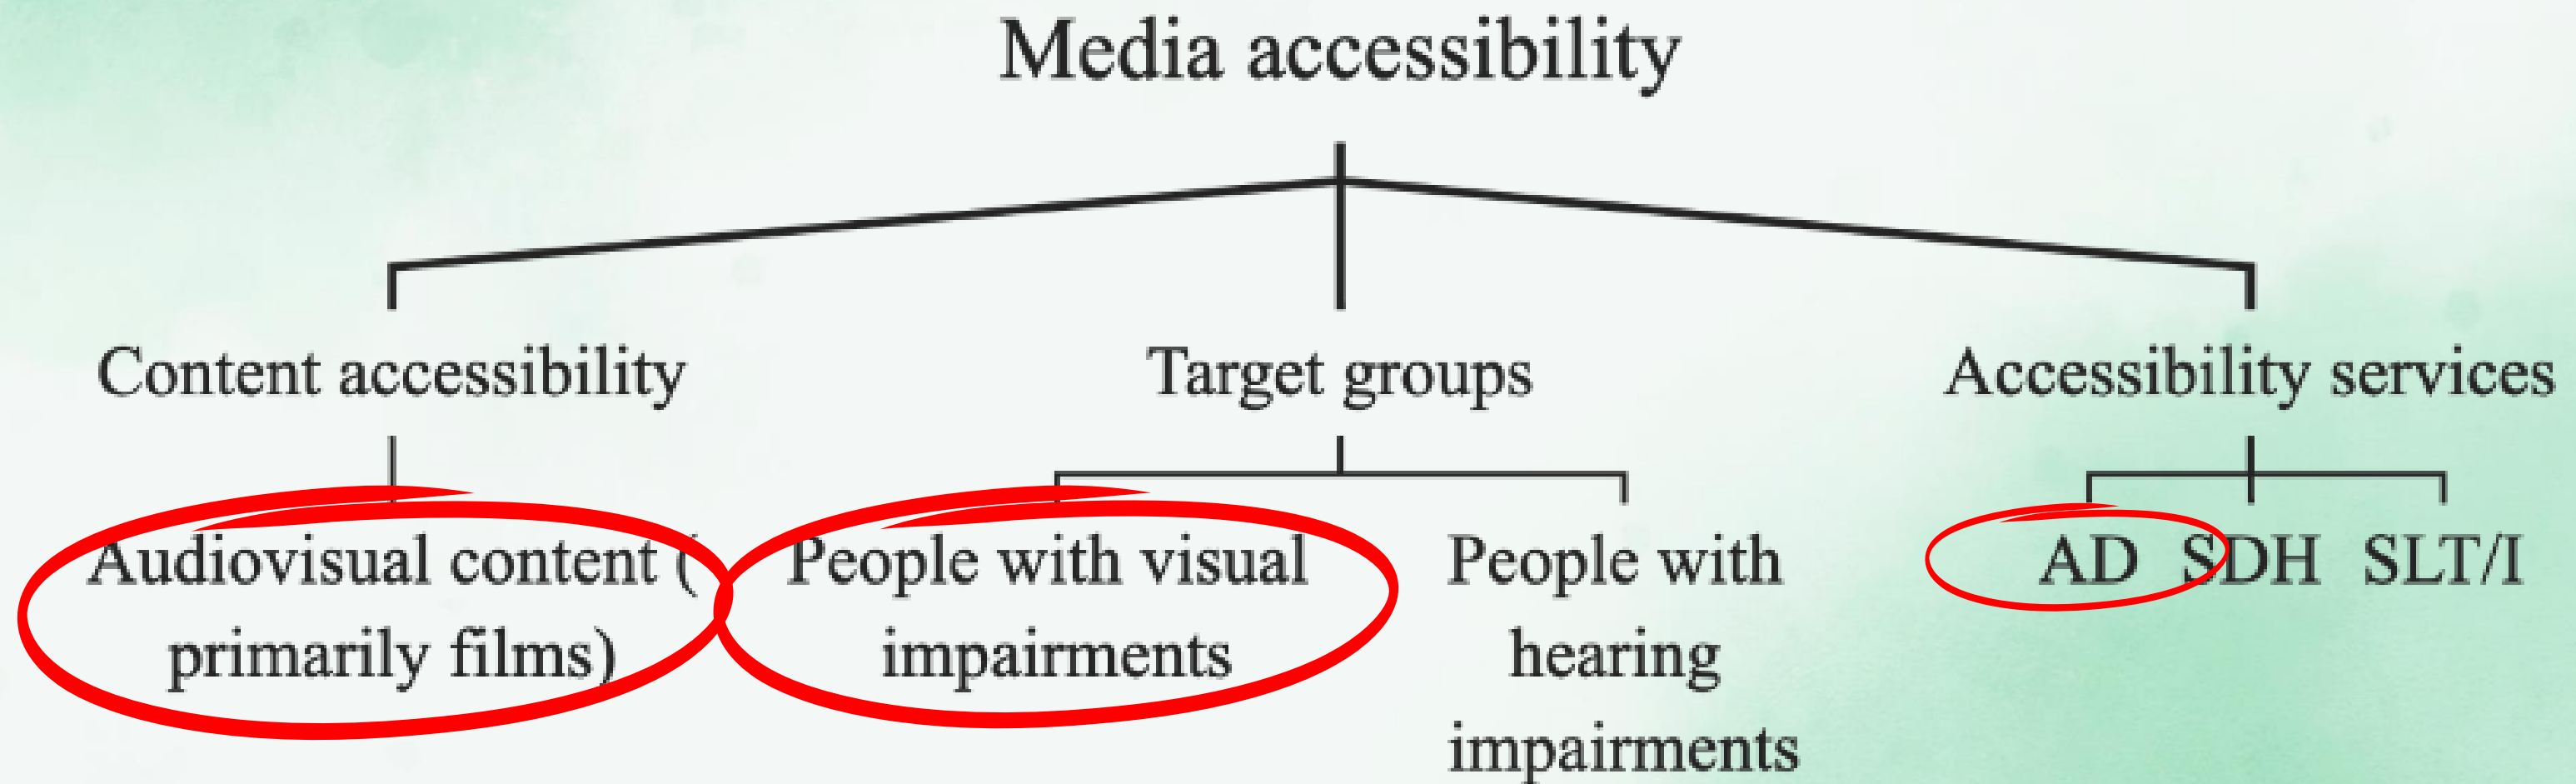 Media accessibility
Content accessibility
Target groups
Accessibility services
Audiovisual content (
primarily films)
People with visual
impairments
People with
hearing
impairments
AD SDH SLT/I